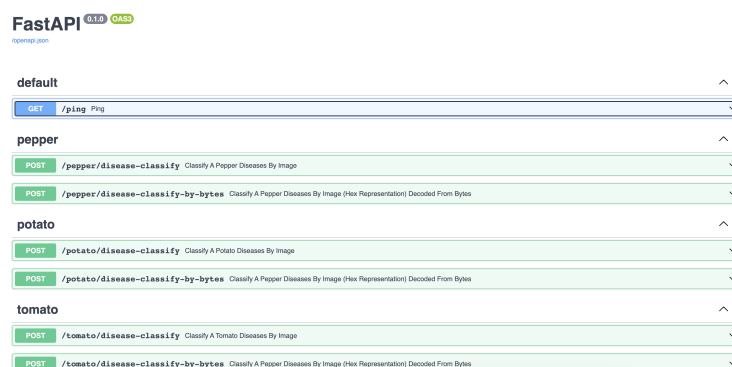 FastAPI 0.1.0 OAS3
/openapi.json
default
GET /ping Ping
pepper
POST /pepper/disease-classify Classify A Pepper Diseases By Image
POST /pepper/disease-classify-by-bytes Classify A Pepper Diseases By Image (Hex Representation) Decoded From Bytes
potato
POST /potato/disease-classify Classify A Potato Diseases By Image
POST /potato/disease-classify-by-bytes Classify A Pepper Diseases By Image (Hex Representation) Decoded From Bytes
tomato
POST /tomato/disease-classify Classify A Tomato Diseases By Image
POST /tomato/disease-classify-by-bytes Classify A Pepper Diseases By Image (Hex Representation) Decoded From Bytes